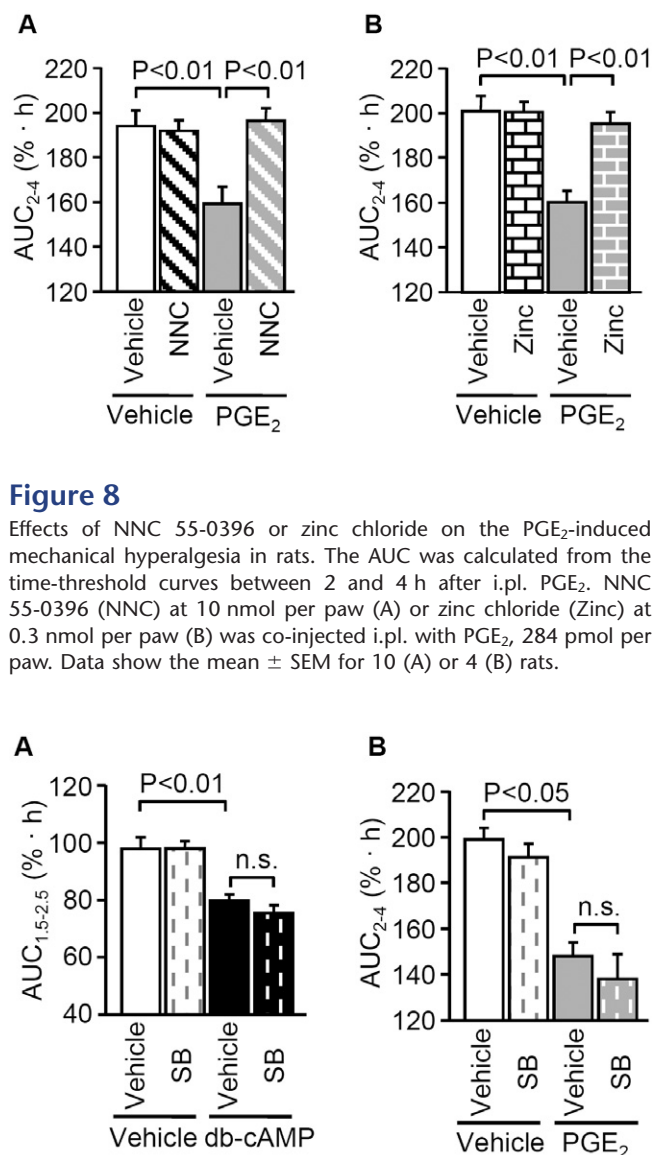 A
P<0.01 P<0.01
AUC2-4 (% · h)
220
200
180
160
140
120
Vehicle
NNC
Vehicle
NNC
Vehicle PGE2
B
P<0.01 P<0.01
AUC2-4 (% · h)
220
200
180
160
140
120
Vehicle
Zinc
Vehicle
Zinc
Vehicle PGE2
Figure 8
Effects of NNC 55-0396 or zinc chloride on the PGE2-induced
mechanical hyperalgesia in rats. The AUC was calculated from the
time-threshold curves between 2 and 4 h after i.pl. PGE2. NNC
55-0396 (NNC) at 10 nmol per paw (A) or zinc chloride (Zinc) at
0.3 nmol per paw (B) was co-injected i.pl. with PGE2, 284 pmol per
paw. Data show the mean ± SEM for 10 (A) or 4 (B) rats.
A
P<0.01
n.s.
AUC1.5-2.5 (% · h)
120
100
80
60
40
Vehicle
SB
Vehicle
SB
Vehicle db-cAMP
B
P<0.05
n.s.
AUC2-4 (% · h)
220
200
180
160
140
120
Vehicle
SB
Vehicle
SB
Vehicle PGE2